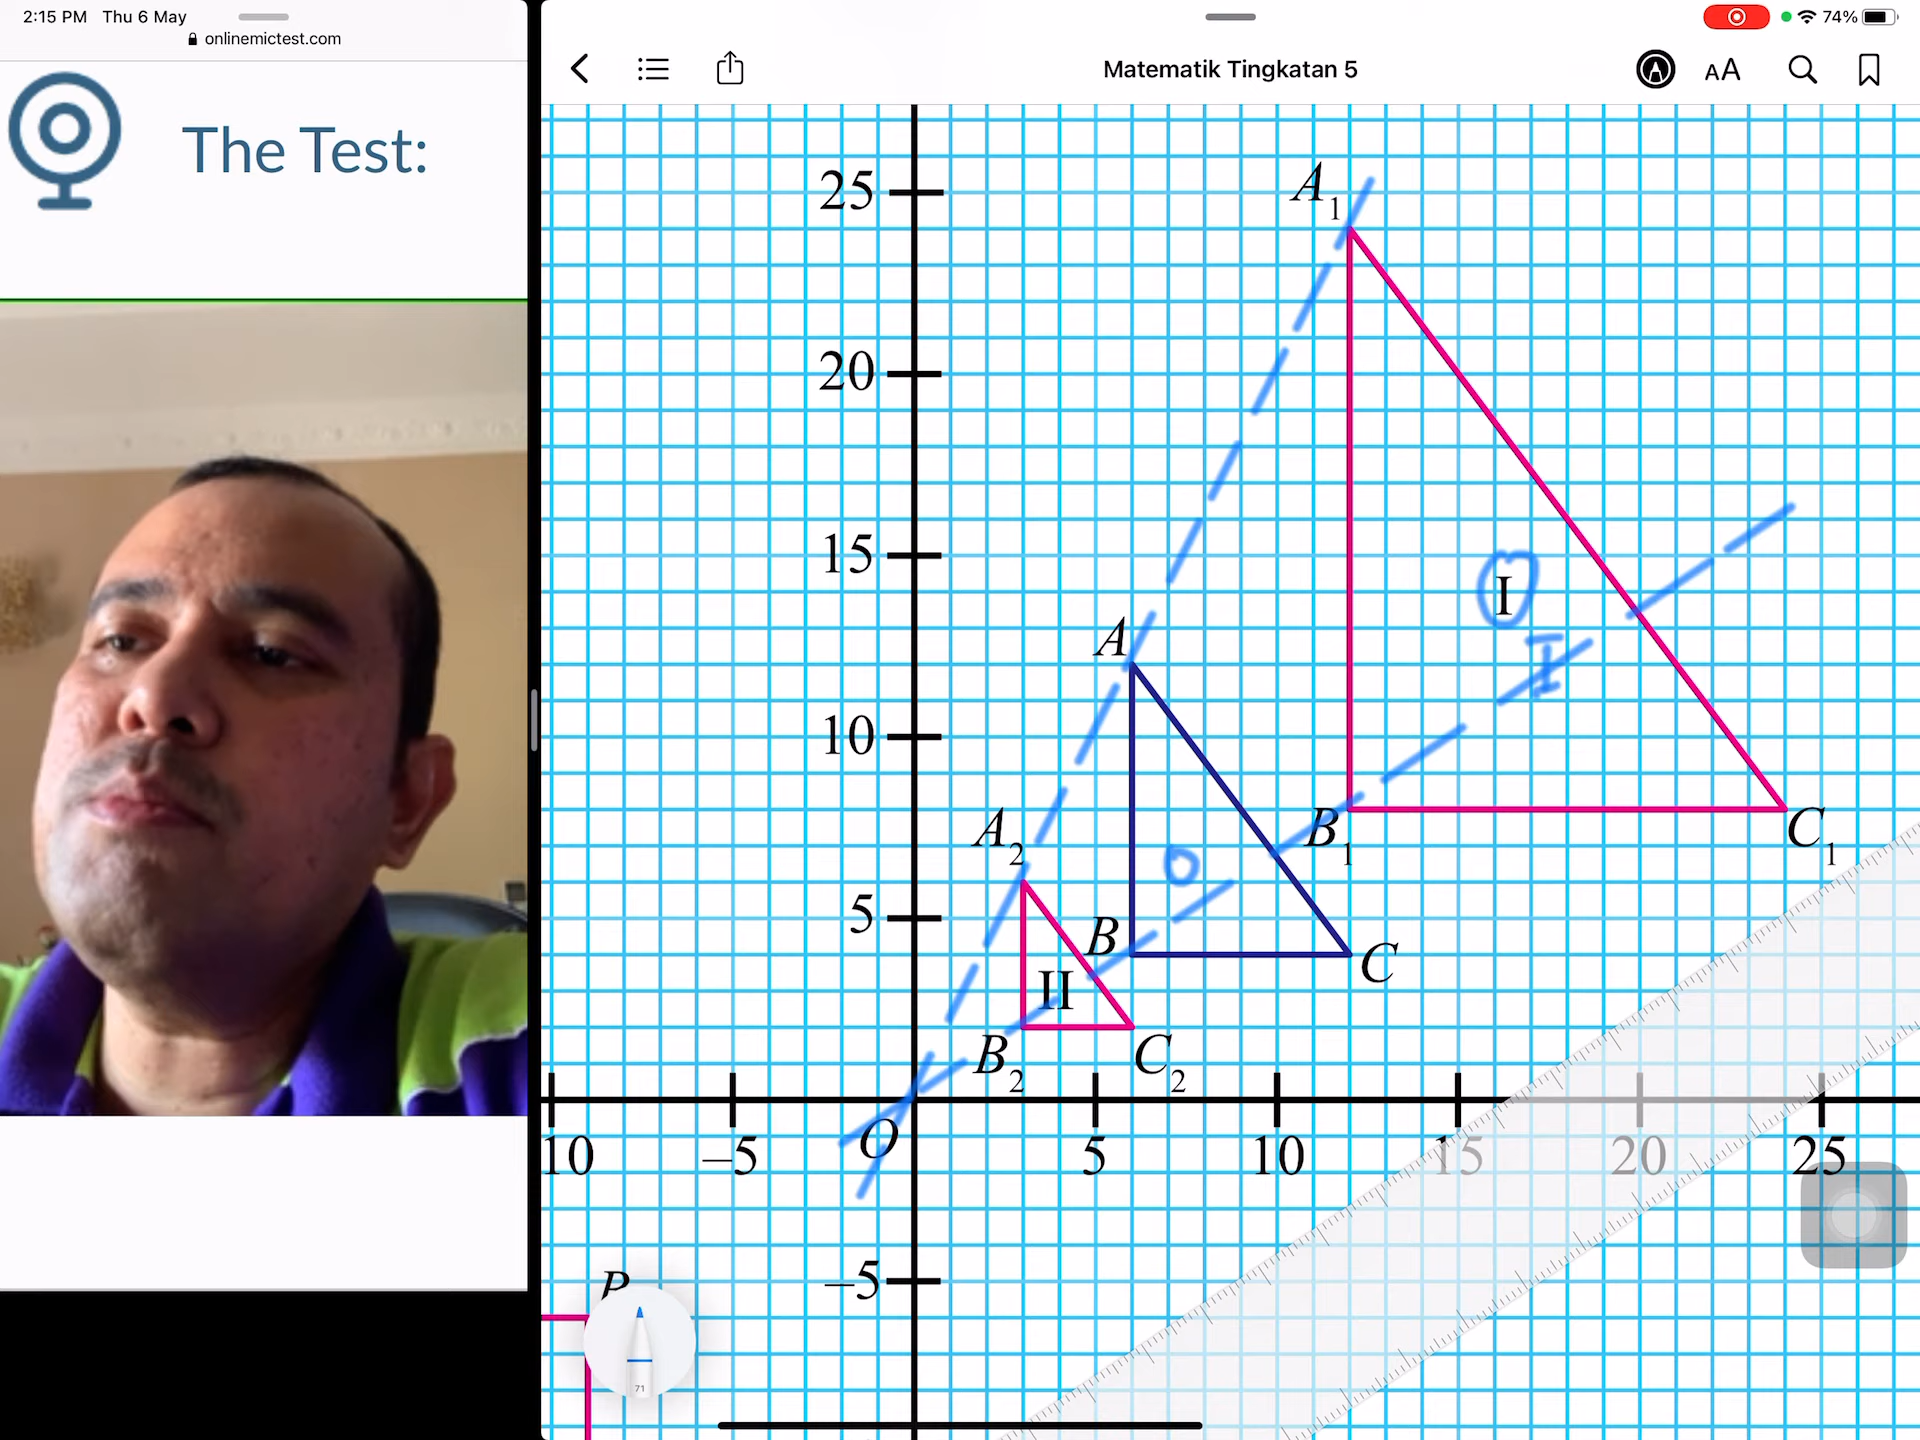 2:15 PM Thu 6 May
onlinemictest.com
The Test:
74%
Matematik Tingkatan 5
AA
25
A1
20
15
I
O
I
A
10
A2
B1
C1
O
5
B
C
II
B2
C2
O
10
–5
5
10
15
20
25
–5
P
71